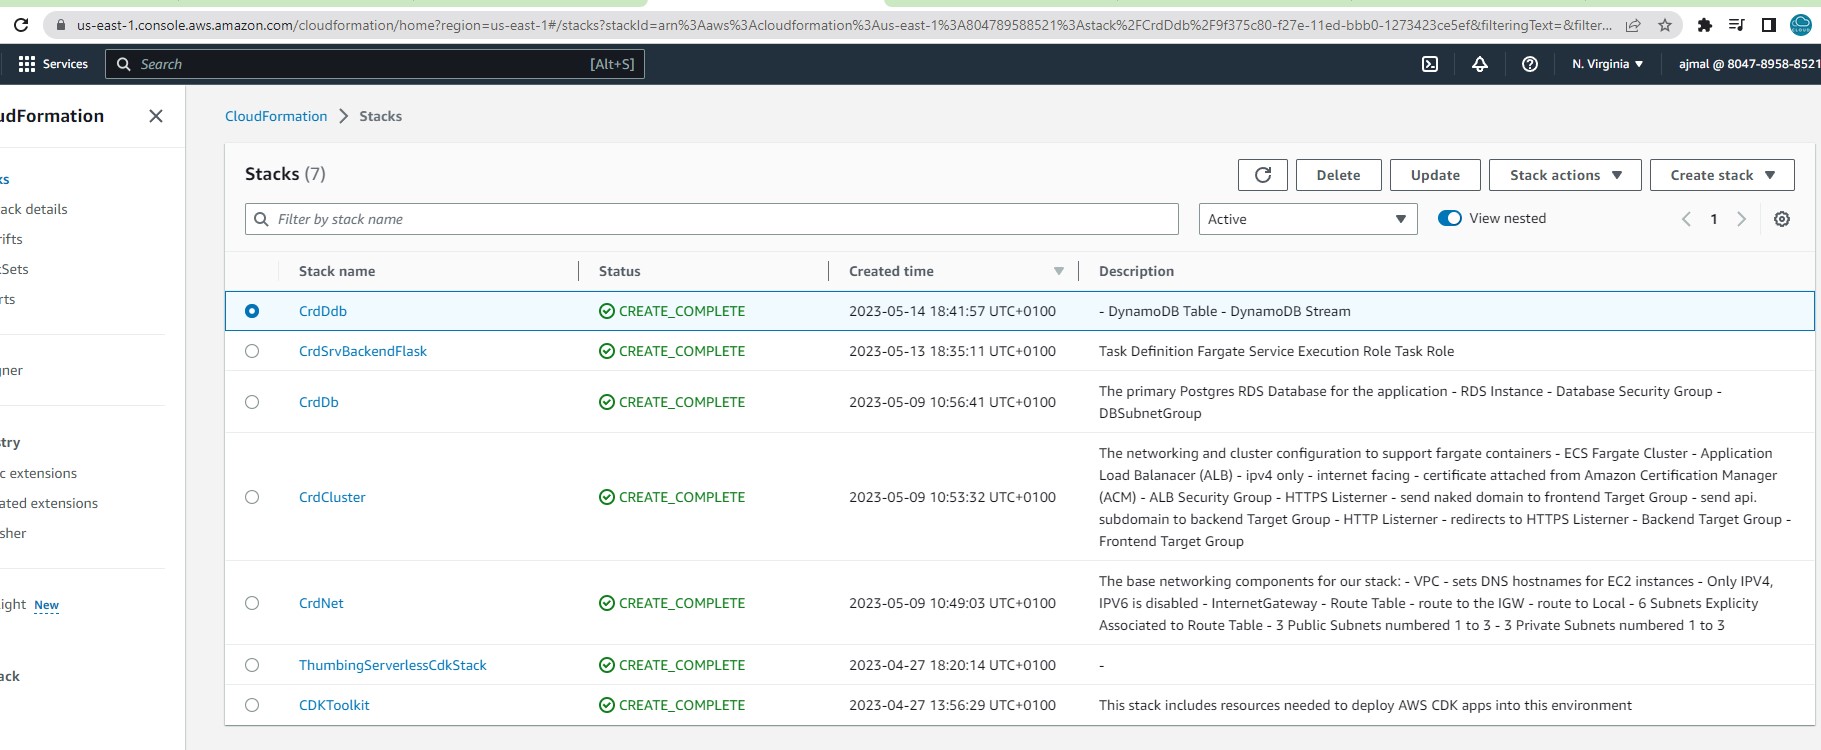 us-east-1.console.aws.amazon.com/cloudformation/home?region=us-east-1#/stacks?stackId=arn%3Aaws%3Acloudformation%3Aus-east-1%3A804789588521%3Astack%2FCrdDdb%2F9f375c80-f27e-11ed-bbb0-1273423ce5ef&filteringText=&filter...
Services
Search
[Alt+S]
N. Virginia
ajmal @ 8047-8958-8521
udFormation
ks
ack details
rifts
kSets
rts
gner
stry
c extensions
ated extensions
sher
ight New
ack
CloudFormation > Stacks
Stacks (7)
Delete
Update
Stack actions
Create stack
Filter by stack name
Active
View nested
1
Stack name Status Created time Description
CrdDdb CREATE_COMPLETE 2023-05-14 18:41:57 UTC+0100 - DynamoDB Table - DynamoDB Stream
CrdSrvBackendFlask CREATE_COMPLETE 2023-05-13 18:35:11 UTC+0100 Task Definition Fargate Service Execution Role Task Role
CrdDb CREATE_COMPLETE 2023-05-09 10:56:41 UTC+0100 The primary Postgres RDS Database for the application - RDS Instance - Database Security Group -
DBSubnetGroup
CrdCluster CREATE_COMPLETE 2023-05-09 10:53:32 UTC+0100 The networking and cluster configuration to support fargate containers - ECS Fargate Cluster - Application
Load Balanacer (ALB) - ipv4 only - internet facing - certificate attached from Amazon Certification Manager
(ACM) - ALB Security Group - HTTPS Listerner - send naked domain to frontend Target Group - send api.
subdomain to backend Target Group - HTTP Listerner - redirects to HTTPS Listerner - Backend Target Group -
Frontend Target Group
CrdNet CREATE_COMPLETE 2023-05-09 10:49:03 UTC+0100 The base networking components for our stack: - VPC - sets DNS hostnames for EC2 instances - Only IPV4,
IPV6 is disabled - InternetGateway - Route Table - route to the IGW - route to Local - 6 Subnets Explicity
Associated to Route Table - 3 Public Subnets numbered 1 to 3 - 3 Private Subnets numbered 1 to 3
ThumbingServerlessCdkStack CREATE_COMPLETE 2023-04-27 18:20:14 UTC+0100 -
CDKToolkit CREATE_COMPLETE 2023-04-27 13:56:29 UTC+0100 This stack includes resources needed to deploy AWS CDK apps into this environment